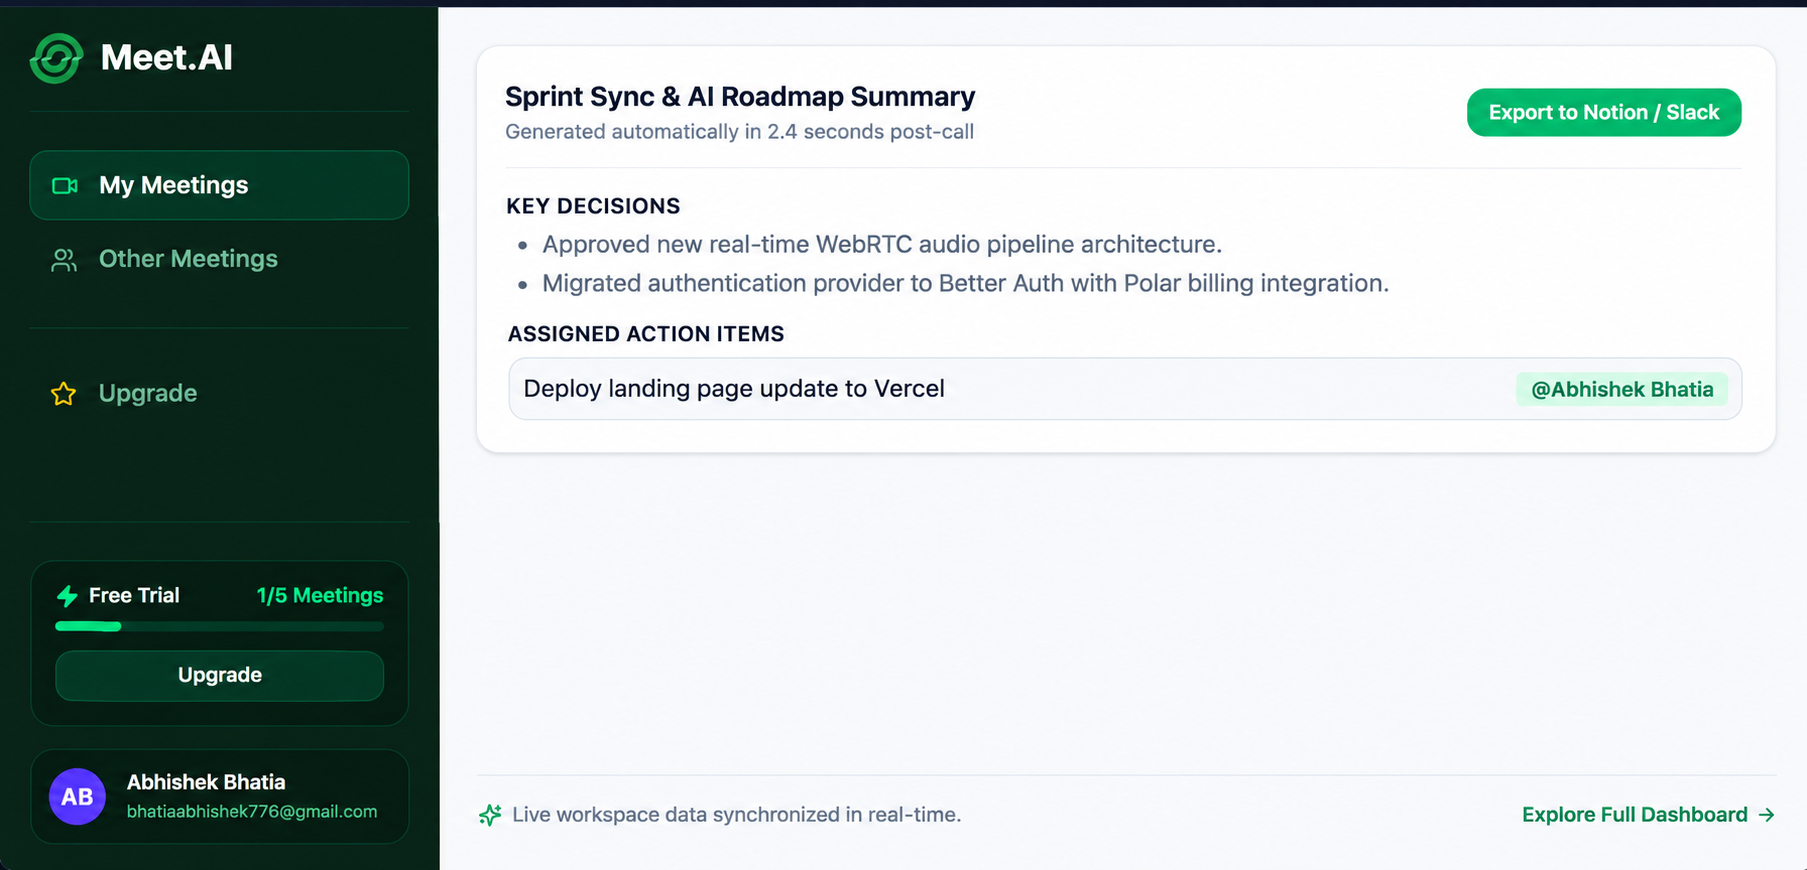 Meet.AI
My Meetings
Other Meetings
Upgrade
Free Trial
1/5 Meetings
Upgrade
AB
Abhishek Bhatia
bhatiaabhishek776@gmail.com
Sprint Sync & AI Roadmap Summary
Generated automatically in 2.4 seconds post-call
Export to Notion / Slack
KEY DECISIONS
• Approved new real-time WebRTC audio pipeline architecture.
• Migrated authentication provider to Better Auth with Polar billing integration.
ASSIGNED ACTION ITEMS
Deploy landing page update to Vercel
@Abhishek Bhatia
Live workspace data synchronized in real-time.
Explore Full Dashboard →